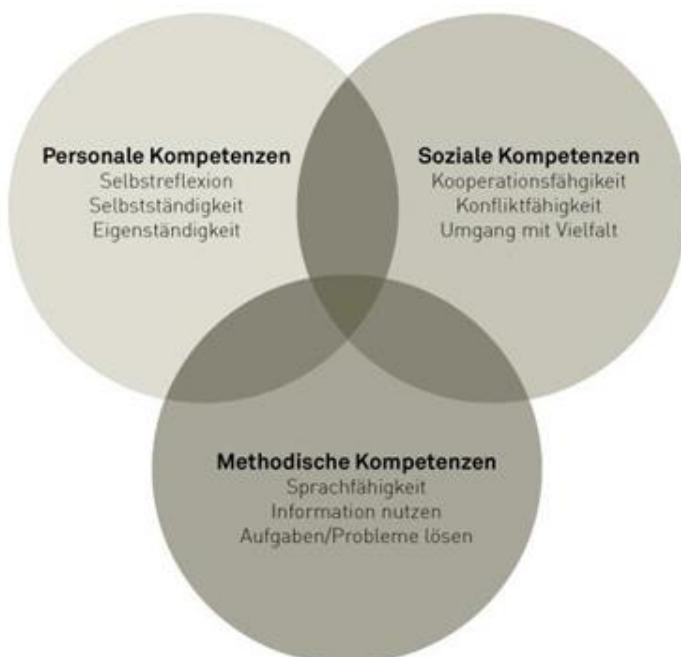 Personale Kompetenzen
Selbstreflexion
Selbstständigkeit
Eigenständigkeit
Soziale Kompetenzen
Kooperationsfähgikeit
Konfliktfähigkeit
Umgang mit Vielfalt
Methodische Kompetenzen
Sprachfähigkeit
Information nutzen
Aufgaben/Probleme lösen